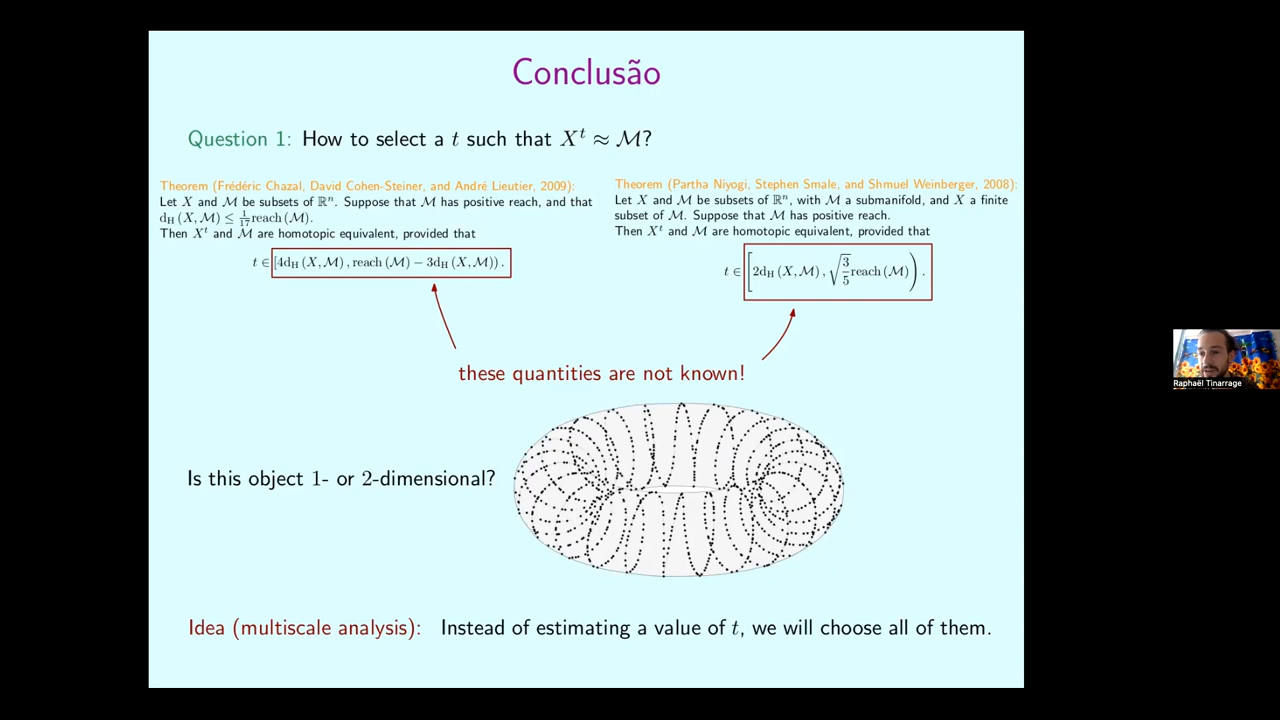 Conclusão
Question 1: How to select a t such that X^t ≈ ℳ?
Theorem (Frédéric Chazal, David Cohen-Steiner, and André Lieutier, 2009):
Let X and ℳ be subsets of ℝⁿ. Suppose that ℳ has positive reach, and that
d_H (X, ℳ) ≤ 1/17 reach (ℳ).
Then X^t and ℳ are homotopic equivalent, provided that
t ∈ [4d_H (X, ℳ) , reach (ℳ) − 3d_H (X, ℳ)) .
Theorem (Partha Niyogi, Stephen Smale, and Shmuel Weinberger, 2008):
Let X and ℳ be subsets of ℝⁿ, with ℳ a submanifold, and X a finite
subset of ℳ. Suppose that ℳ has positive reach.
Then X^t and ℳ are homotopic equivalent, provided that
t ∈ [2d_H (X, ℳ) , √(3/5) reach (ℳ)) .
these quantities are not known!
Is this object 1- or 2-dimensional?
Idea (multiscale analysis): Instead of estimating a value of t, we will choose all of them.
Raphaël Tinarrage